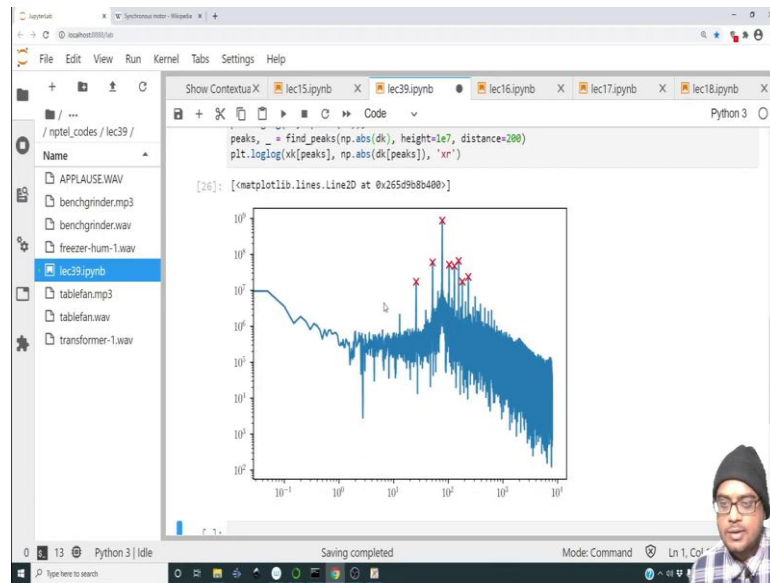 JupyterLab
Synchronous motor - Wikipedia
localhost:8888/lab
File Edit View Run Kernel Tabs Settings Help
Show Contextua lec15.ipynb lec39.ipynb lec16.ipynb lec17.ipynb lec18.ipynb
Code Python 3
/ ...
/ nptel_codes / lec39 /
Name
APPLAUSE.WAV
benchgrinder.mp3
benchgrinder.wav
freezer-hum-1.wav
lec39.ipynb
tablefan.mp3
tablefan.wav
transformer-1.wav
peaks, _ = find_peaks(np.abs(dk), height=1e7, distance=200)
plt.loglog(xk[peaks], np.abs(dk[peaks]), 'xr')
[26]: [<matplotlib.lines.Line2D at 0x265d9b8b400>]
10⁹
10⁸
10⁷
10⁶
10⁵
10⁴
10³
10²
10⁻¹ 10⁰ 10¹ 10² 10³ 10⁴
[ ]:
0 13 Python 3 | Idle Saving completed Mode: Command Ln 1, Col
Type here to search